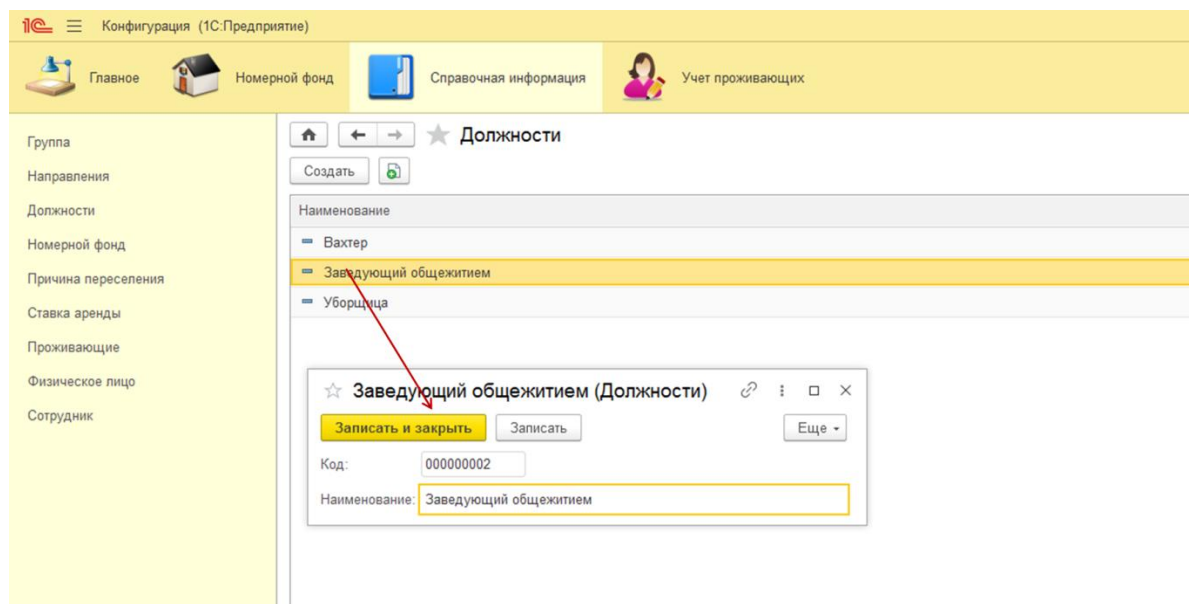 1С Конфигурация (1С:Предприятие)
Главное Номерной фонд Справочная информация Учет проживающих
Группа
Направления
Должности
Номерной фонд
Причина переселения
Ставка аренды
Проживающие
Физическое лицо
Сотрудник
Должности
Создать
Наименование
Вахтер
Заведующий общежитием
Уборщица
Заведующий общежитием (Должности)
Записать и закрыть Записать Еще
Код: 000000002
Наименование: Заведующий общежитием